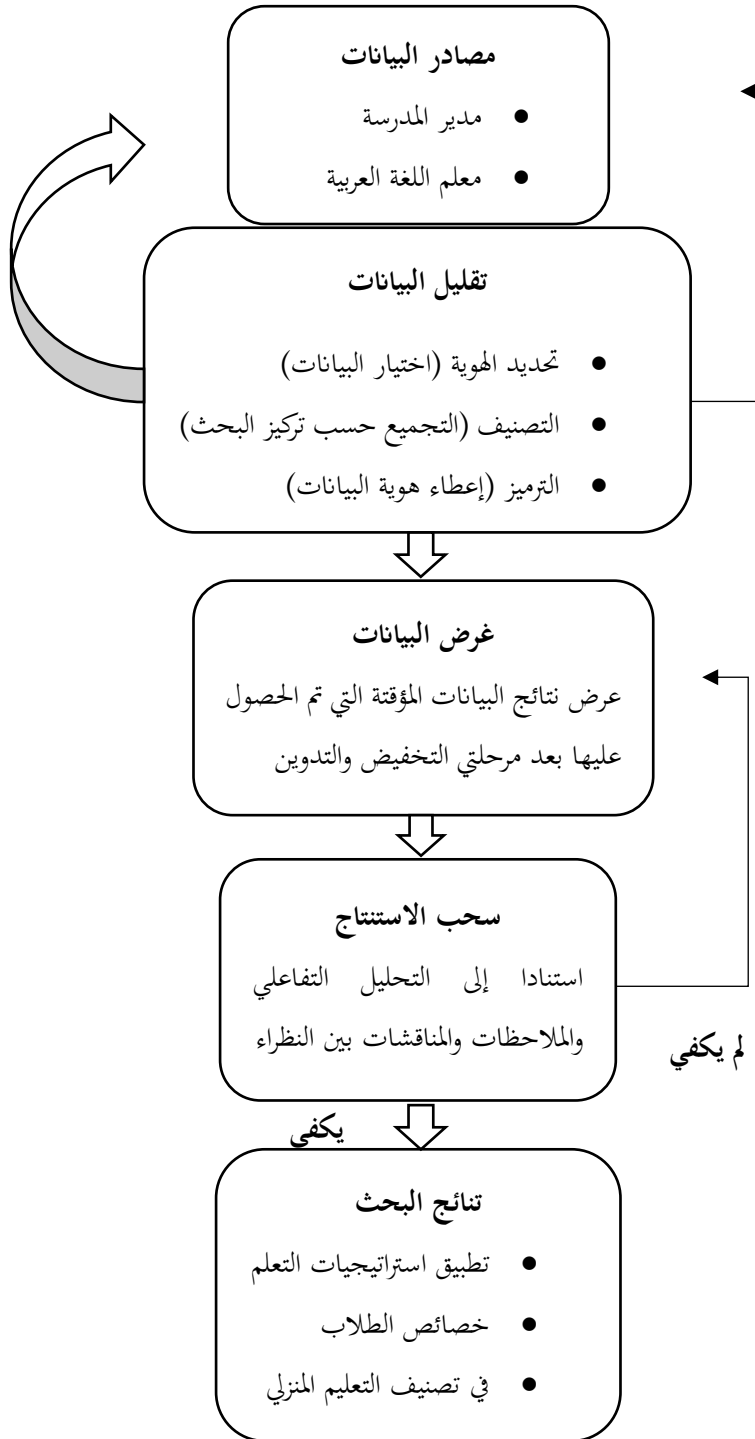 مصادر البيانات
● مدير المدرسة
● معلم اللغة العربية
تقليل البيانات
● تحديد الهوية (اختيار البيانات)
● التصنيف (التجميع حسب تركيز البحث)
● الترميز (إعطاء هوية البيانات)
غرض البيانات
عرض نتائج البيانات المؤقتة التي تم الحصول
عليها بعد مرحلتي التخفيض والتدوين
سحب الاستنتاج
استنادا إلى التحليل التفاعلي
والملاحظات والمناقشات بين النظراء
لم يكفي
يكفي
تنائج البحث
● تطبيق استراتيجيات التعلم
● خصائص الطلاب
● في تصنيف التعليم المنزلي